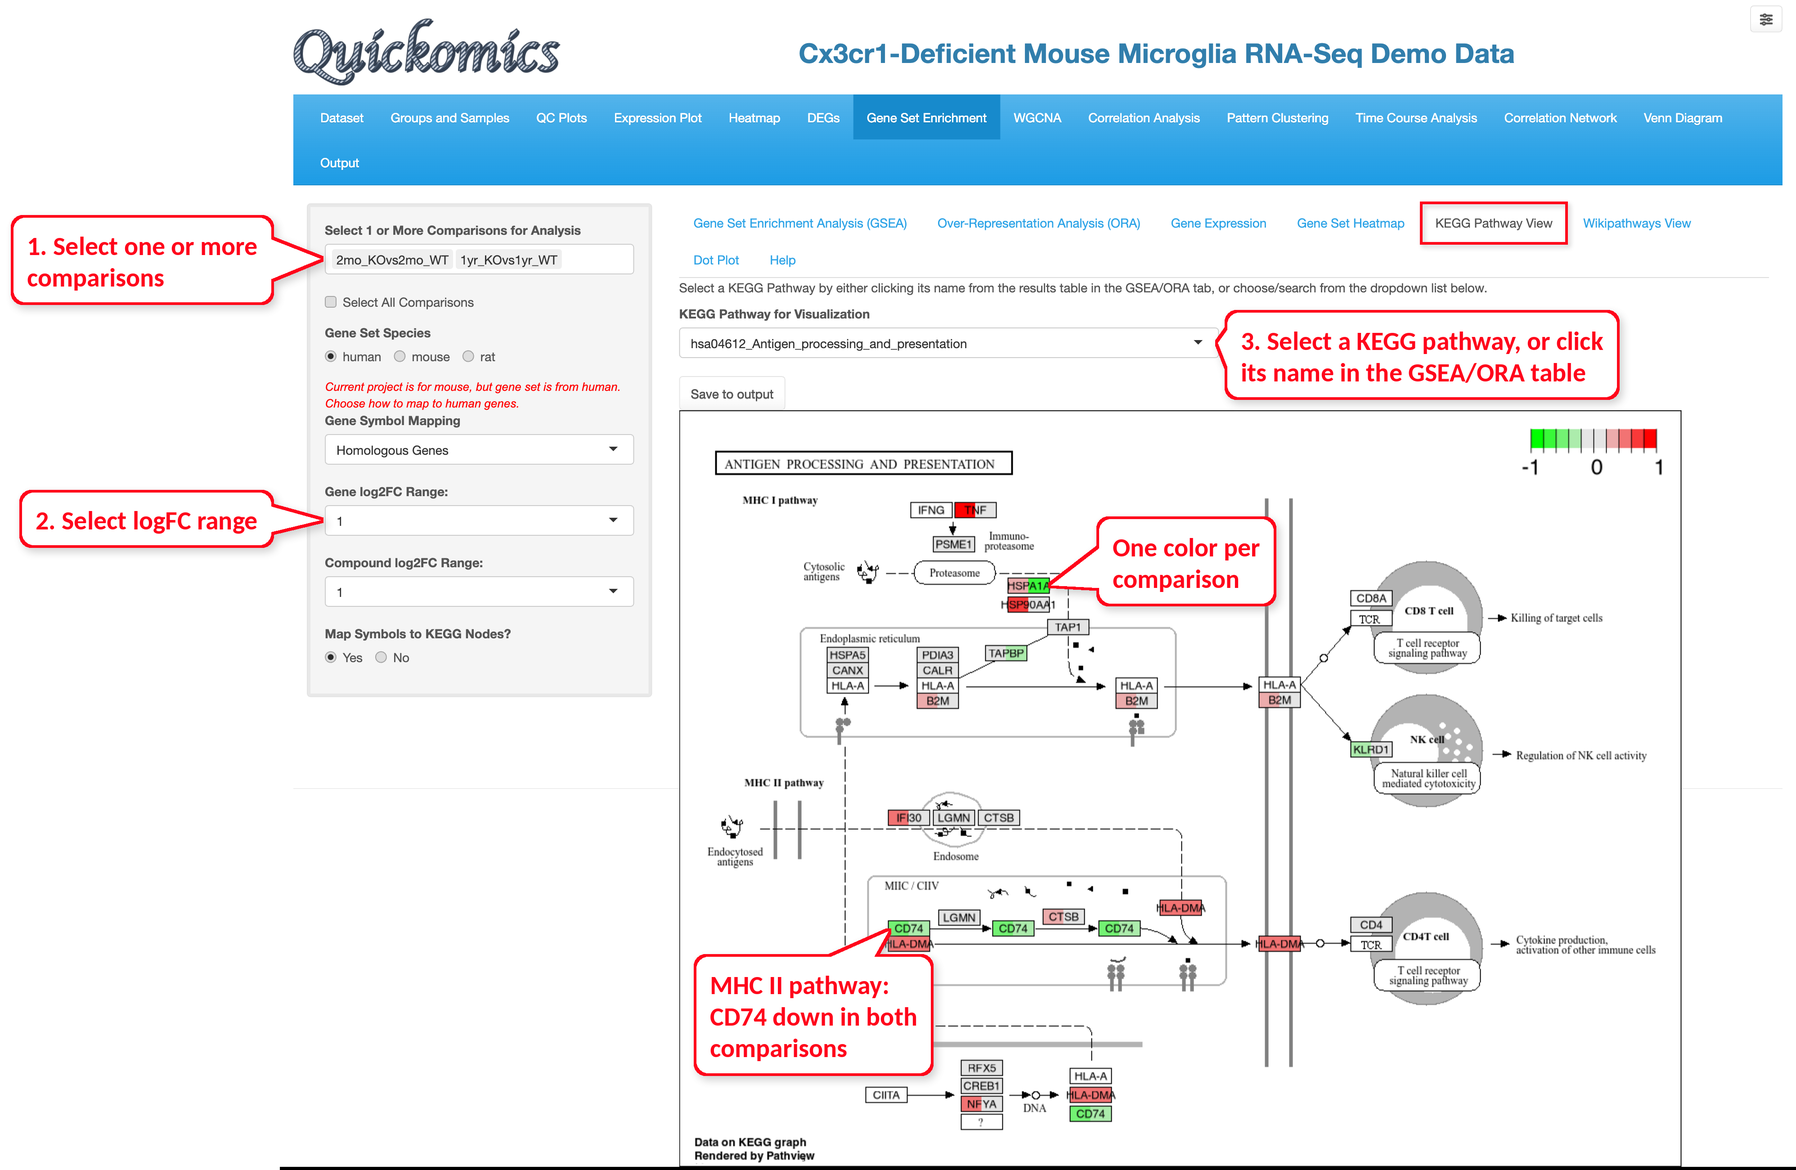 Quickomics
Cx3cr1-Deficient Mouse Microglia RNA-Seq Demo Data
Dataset Groups and Samples QC Plots Expression Plot Heatmap DEGs Gene Set Enrichment WGCNA Correlation Analysis Pattern Clustering Time Course Analysis Correlation Network Venn Diagram
Output
1. Select one or more
comparisons
2. Select logFC range
Select 1 or More Comparisons for Analysis
2mo_KOvs2mo_WT 1yr_KOvs1yr_WT
Select All Comparisons
Gene Set Species
human mouse rat
Current project is for mouse, but gene set is from human.
Choose how to map to human genes.
Gene Symbol Mapping
Homologous Genes
Gene log2FC Range:
1
Compound log2FC Range:
1
Map Symbols to KEGG Nodes?
Yes No
Gene Set Enrichment Analysis (GSEA) Over-Representation Analysis (ORA) Gene Expression Gene Set Heatmap KEGG Pathway View Wikipathways View
Dot Plot Help
Select a KEGG Pathway by either clicking its name from the results table in the GSEA/ORA tab, or choose/search from the dropdown list below.
KEGG Pathway for Visualization
hsa04612_Antigen_processing_and_presentation
3. Select a KEGG pathway, or click
its name in the GSEA/ORA table
Save to output
-1 0 1
ANTIGEN PROCESSING AND PRESENTATION
MHC I pathway
IFNG TNF
PSME1
Immuno-
proteasome
Cytosolic
antigens
Proteasome
HSPA1A
HSP90AA1
One color per
comparison
TAP1
Endoplasmic reticulum
HSPA5 PDIA3 TAPBP
CANX CALR
HLA-A HLA-A HLA-A HLA-A
B2M B2M B2M
CD8A
TCR
CD8 T cell
T cell receptor
signaling pathway
Killing of target cells
KLRD1
NK cell
Natural killer cell
mediated cytotoxicity
Regulation of NK cell activity
MHC II pathway
Endocytosed
antigens
IFI30 LGMN CTSB
Endosome
MIIC / CIIV
HLA-DMA
LGMN CTSB
CD74 CD74 CD74
HLA-DMA HLA-DMA
CD4
TCR
CD4T cell
T cell receptor
signaling pathway
Cytokine production,
activation of other immune cells
MHC II pathway:
CD74 down in both
comparisons
CIITA
RFX5
CREB1
NFYA
?
DNA
HLA-A
HLA-DMA
CD74
Data on KEGG graph
Rendered by Pathview